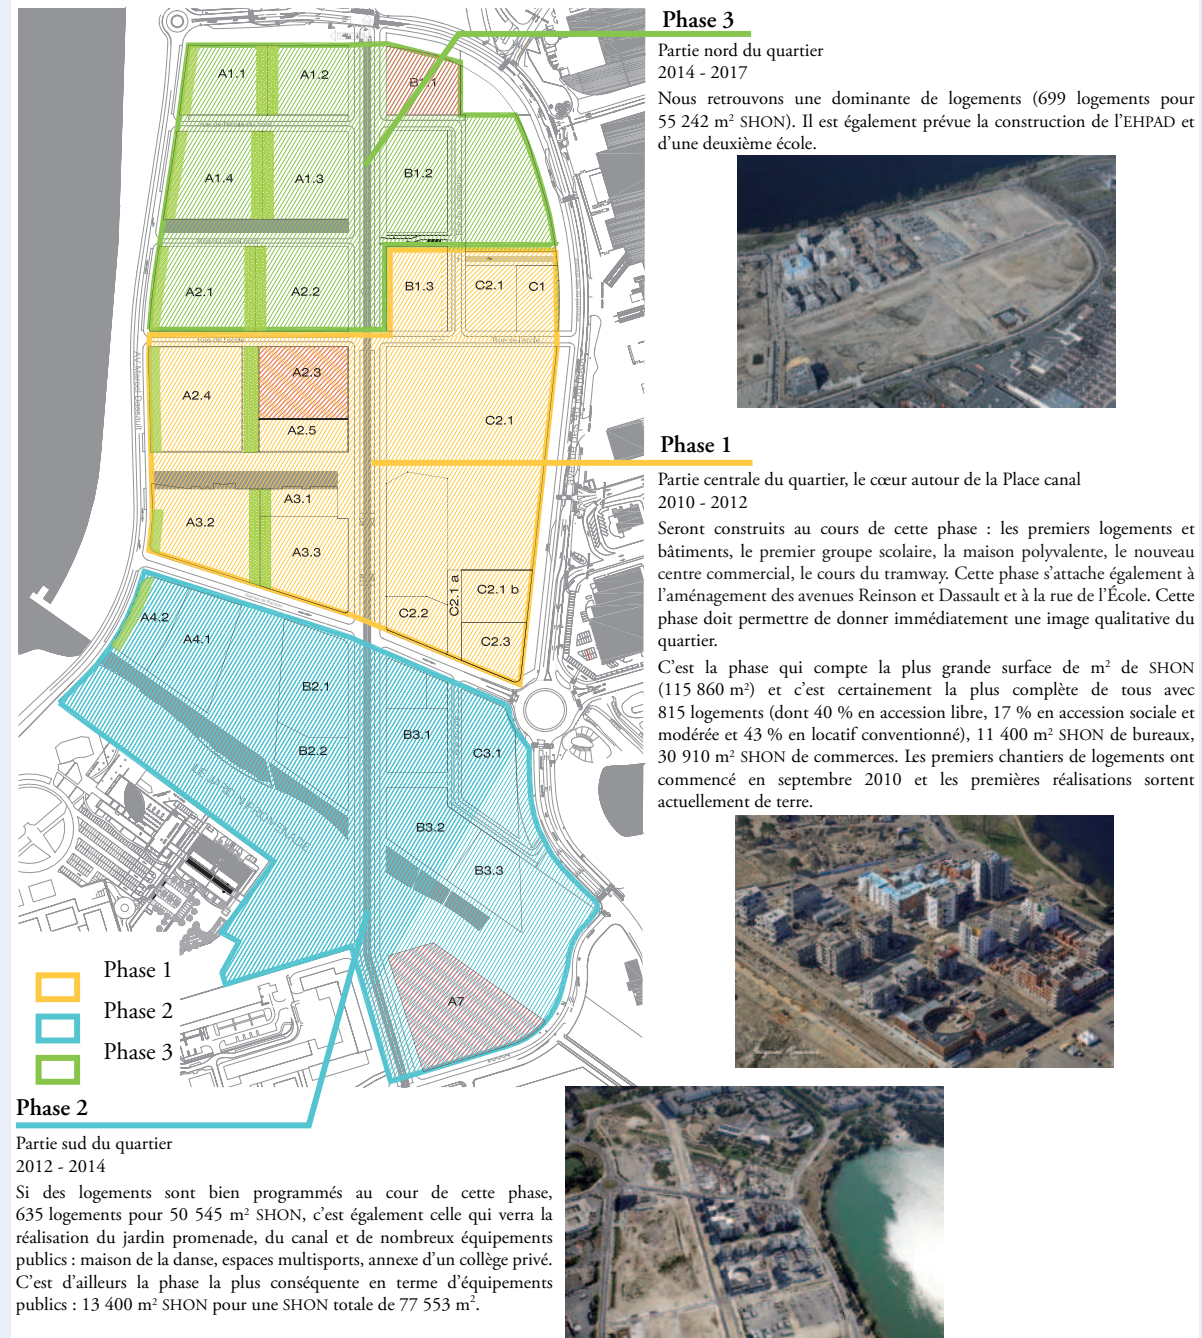 Phase 3
Partie nord du quartier
2014 - 2017
Nous retrouvons une dominante de logements (699 logements pour
55 242 m² SHON). Il est également prévue la construction de l'EHPAD et
d'une deuxième école.
Phase 1
Partie centrale du quartier, le cœur autour de la Place canal
2010 - 2012
Seront construits au cours de cette phase : les premiers logements et
bâtiments, le premier groupe scolaire, la maison polyvalente, le nouveau
centre commercial, le cours du tramway. Cette phase s'attache également à
l'aménagement des avenues Reinson et Dassault et à la rue de l'École. Cette
phase doit permettre de donner immédiatement une image qualitative du
quartier.
C'est la phase qui compte la plus grande surface de m² de SHON
(115 860 m²) et c'est certainement la plus complète de tous avec
815 logements (dont 40 % en accession libre, 17 % en accession sociale et
modérée et 43 % en locatif conventionné), 11 400 m² SHON de bureaux,
30 910 m² SHON de commerces. Les premiers chantiers de logements ont
commencé en septembre 2010 et les premières réalisations sortent
actuellement de terre.
A1.1
A1.2
A1.4
A1.3
B1.2
A2.1
A2.2
B1.3
C2.1
C1
Rue de l'école
Rue de l'école
AV. Marcel Dassault
A2.4
A2.3
A2.5
C2.1
A3.1
A3.2
A3.3
C2.2
C2.1 a
C2.1 b
C2.3
A4.2
A4.1
B2.1
B2.2
B3.1
C3.1
B3.2
B3.3
LE JARDIN PROMENADE
A7
Phase 1
Phase 2
Phase 3
Phase 2
Partie sud du quartier
2012 - 2014
Si des logements sont bien programmés au cour de cette phase,
635 logements pour 50 545 m² SHON, c'est également celle qui verra la
réalisation du jardin promenade, du canal et de nombreux équipements
publics : maison de la danse, espaces multisports, annexe d'un collège privé.
C'est d'ailleurs la phase la plus conséquente en terme d'équipements
publics : 13 400 m² SHON pour une SHON totale de 77 553 m².